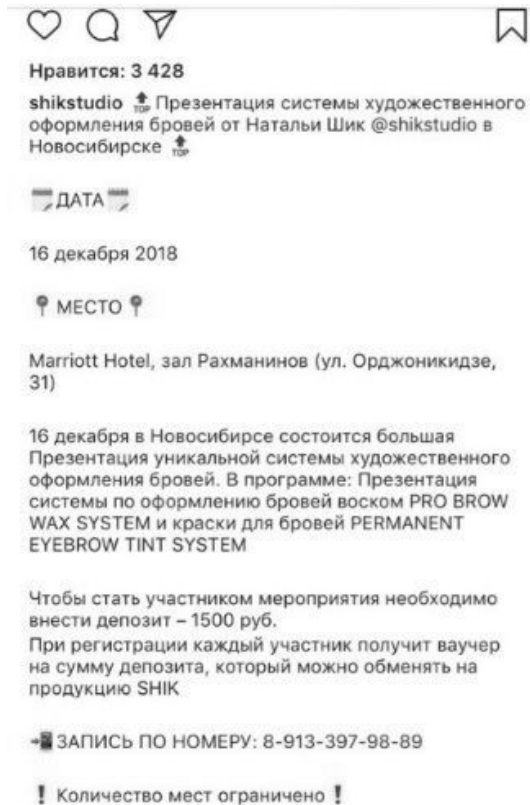 Нравится: 3 428
shikstudio 🔝 Презентация системы художественного
оформления бровей от Натальи Шик @shikstudio в
Новосибирске 🔝
🗓ДАТА🗓
16 декабря 2018
📍 МЕСТО 📍
Marriott Hotel, зал Рахманинов (ул. Орджоникидзе,
31)
16 декабря в Новосибирсе состоится большая
Презентация уникальной системы художественного
оформления бровей. В программе: Презентация
системы по оформлению бровей воском PRO BROW
WAX SYSTEM и краски для бровей PERMANENT
EYEBROW TINT SYSTEM
Чтобы стать участником мероприятия необходимо
внести депозит – 1500 руб.
При регистрации каждый участник получит ваучер
на сумму депозита, который можно обменять на
продукцию SHIK
📲 ЗАПИСЬ ПО НОМЕРУ: 8-913-397-98-89
❗ Количество мест ограничено ❗